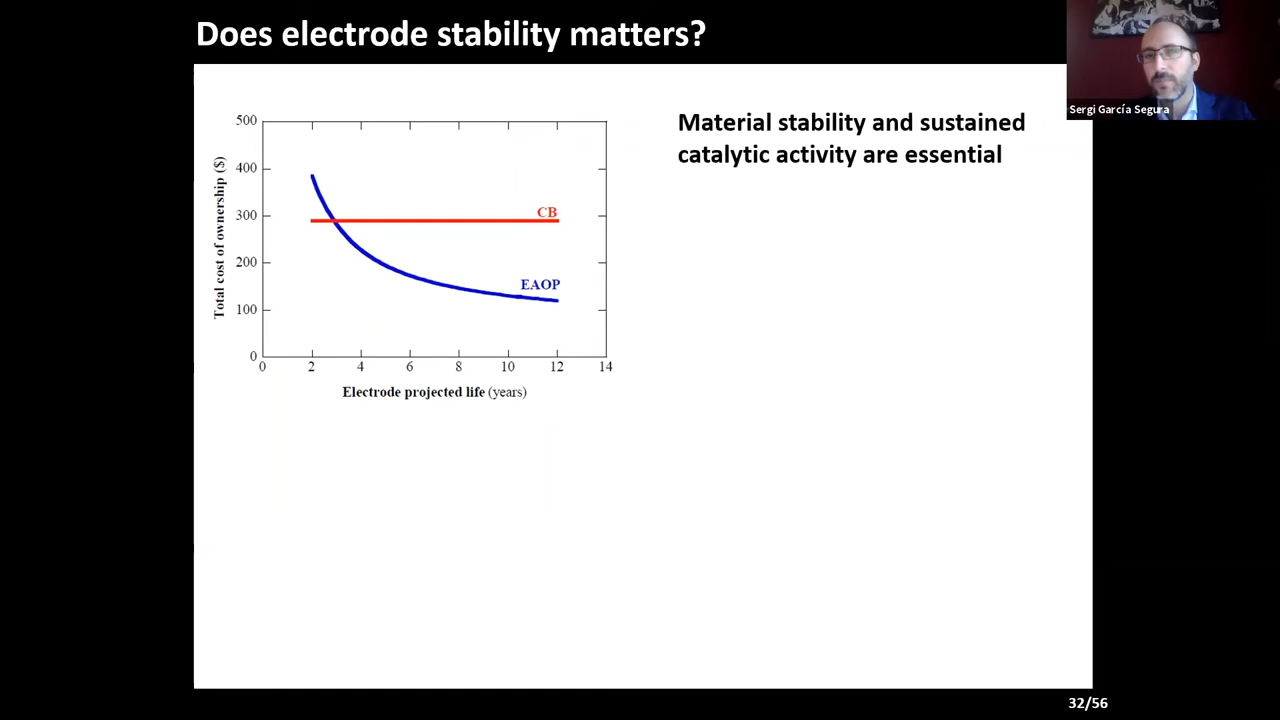 Does electrode stability matters?
Sergi García Segura
Material stability and sustained
catalytic activity are essential
500
400
300
200
100
0
Total cost of ownership ($)
CB
EAOP
0 2 4 6 8 10 12 14
Electrode projected life (years)
32/56